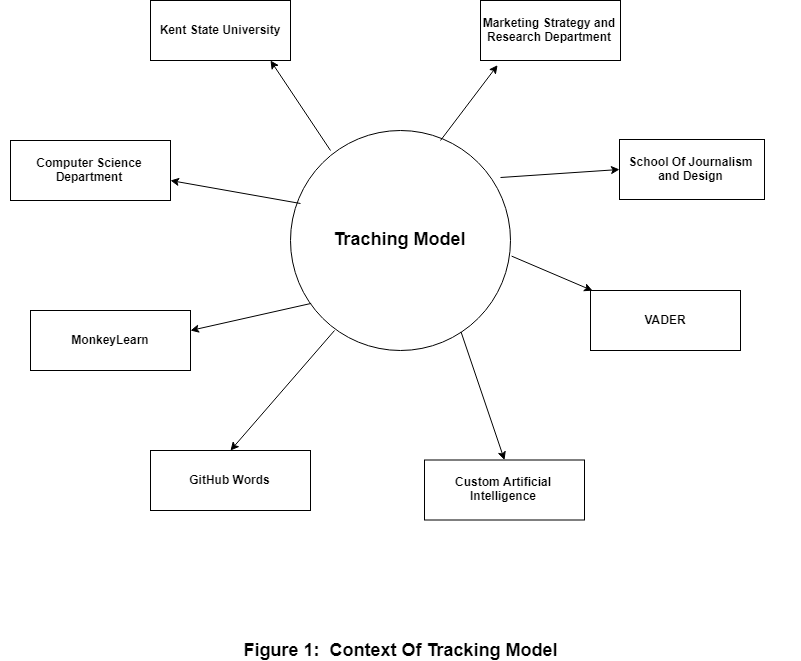 Kent State University
Marketing Strategy and
Research Department
Computer Science
Department
School Of Journalism
and Design
Traching Model
MonkeyLearn
VADER
GitHub Words
Custom Artificial
Intelligence
Figure 1:  Context Of Tracking Model